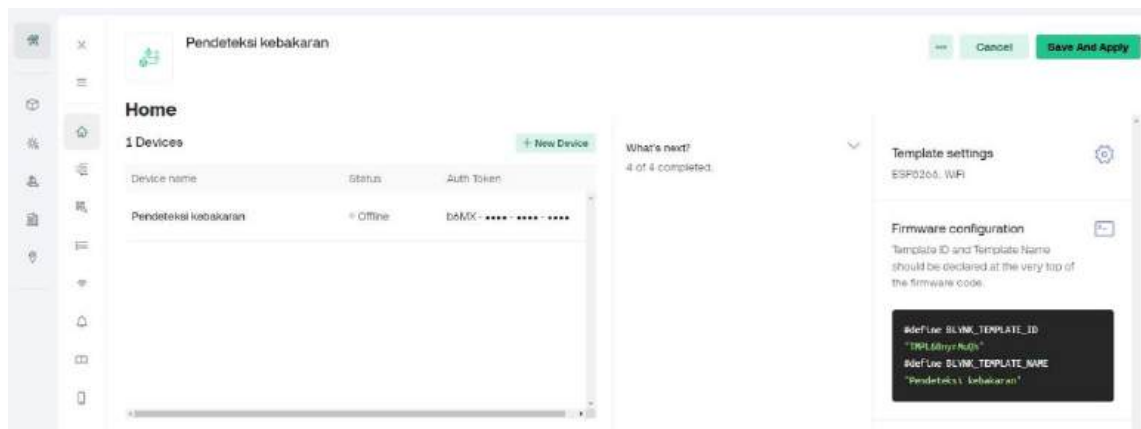 Pendeteksi kebakaran
Cancel
Save And Apply
Home
1 Devices
+ New Device
Device name
Status
Auth Token
Pendeteksi kebakaran
Offline
b6MX - •••• - •••• - ••••
What's next?
4 of 4 completed.
Template settings
ESP8266, WiFi
Firmware configuration
Template ID and Template Name
should be declared at the very top of
the firmware code.
#define BLYNK_TEMPLATE_ID
#define BLYNK_TEMPLATE_NAME
"Pendeteksi kebakaran"